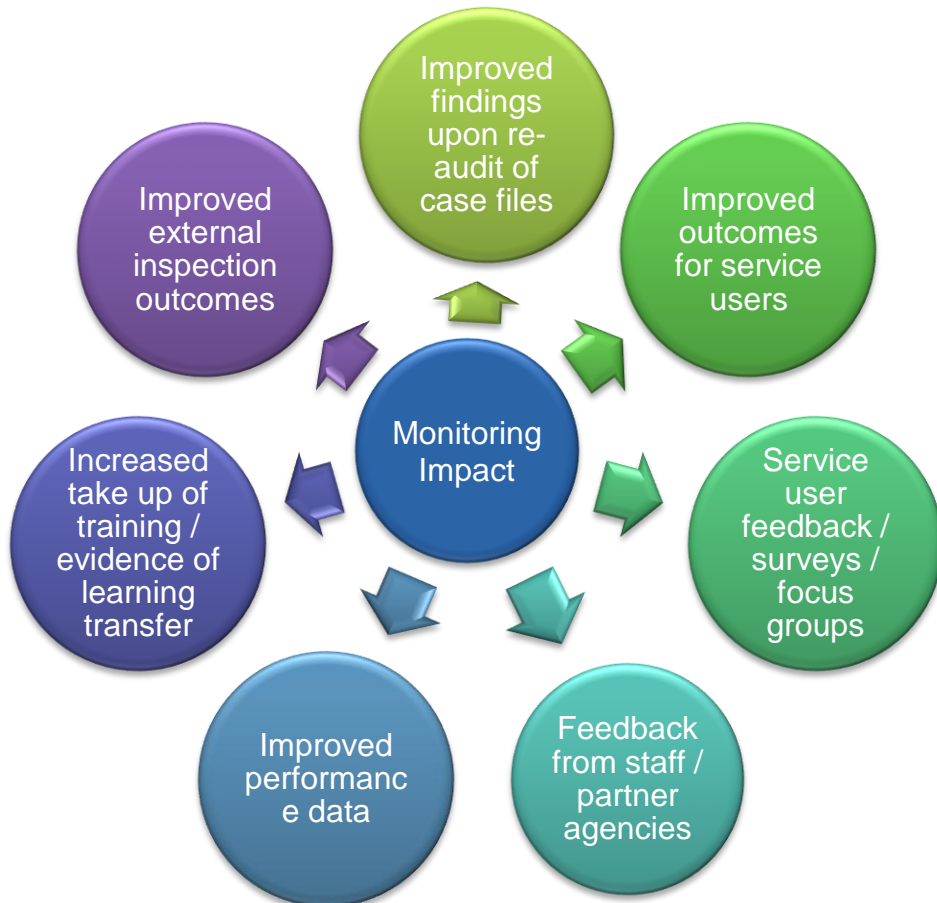 Improved
findings
upon re-
audit of
case files
Improved
outcomes
for service
users
Service
user
feedback /
surveys /
focus
groups
Feedback
from staff /
partner
agencies
Improved
performanc
e data
Increased
take up of
training /
evidence of
learning
transfer
Improved
external
inspection
outcomes
Monitoring
Impact